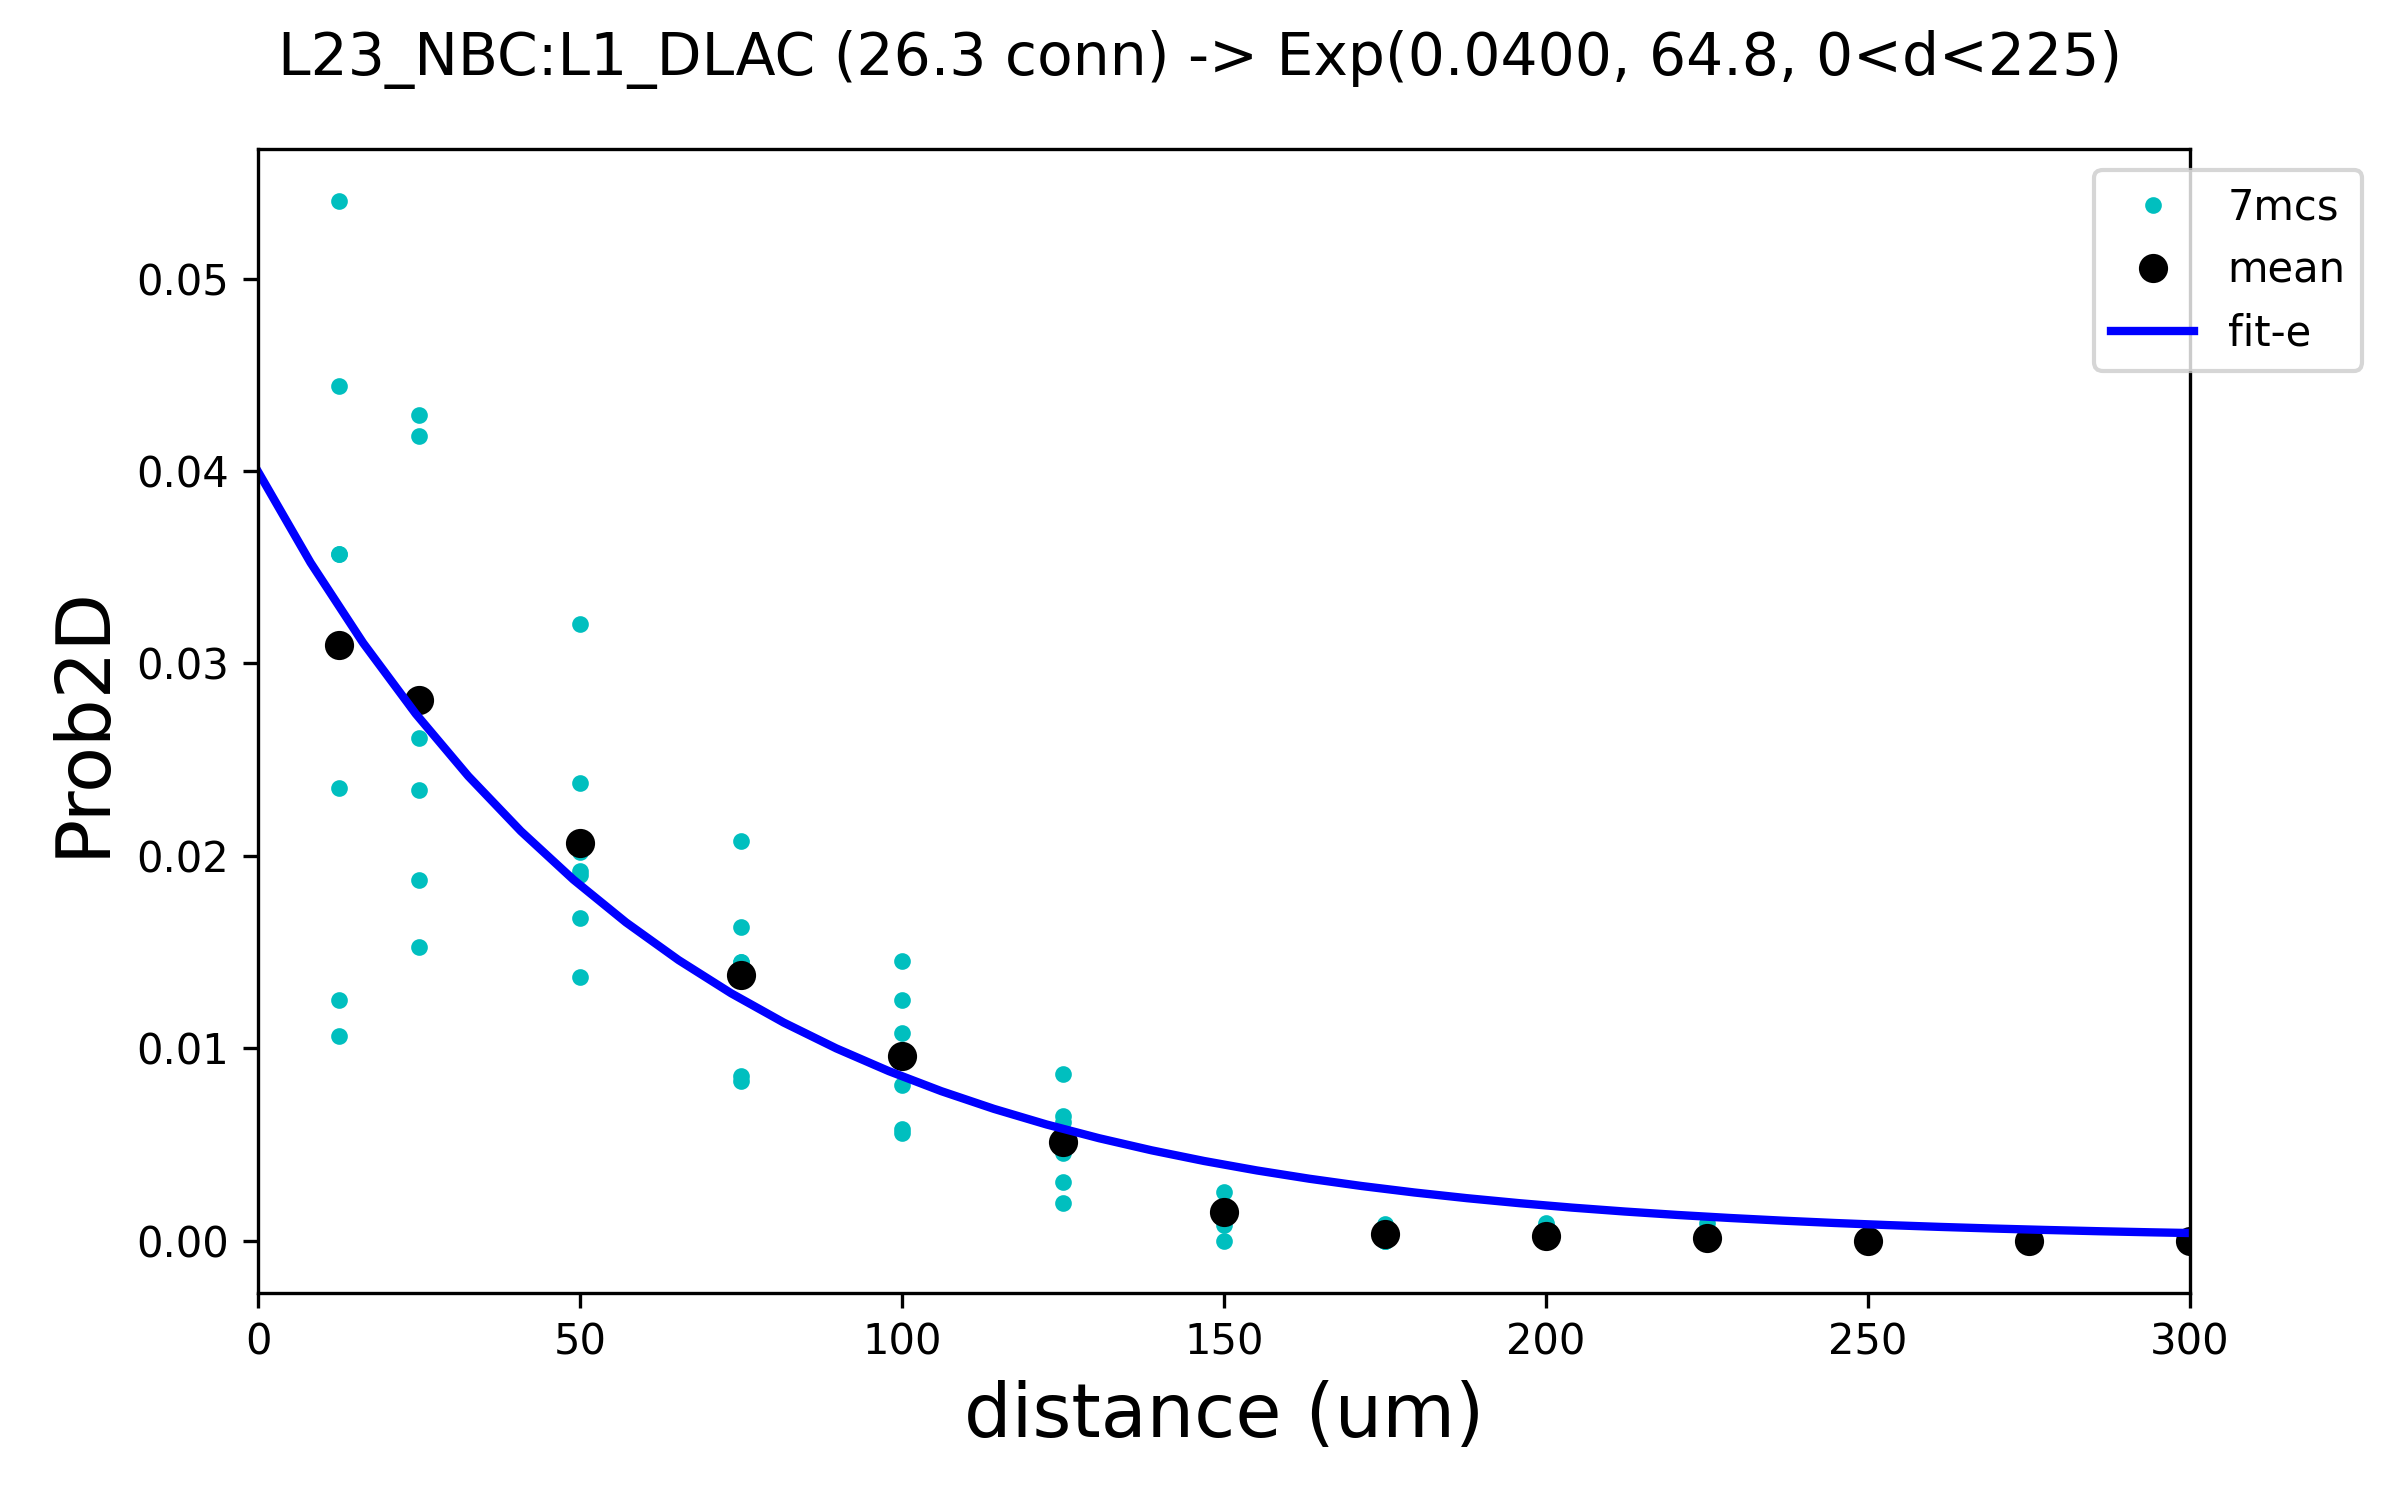 L23_NBC:L1_DLAC (26.3 conn) -> Exp(0.0400, 64.8, 0<d<225)
7mcs
mean
fit-e
Prob2D
0.05
0.04
0.03
0.02
0.01
0.00
0 50 100 150 200 250 300
distance (um)